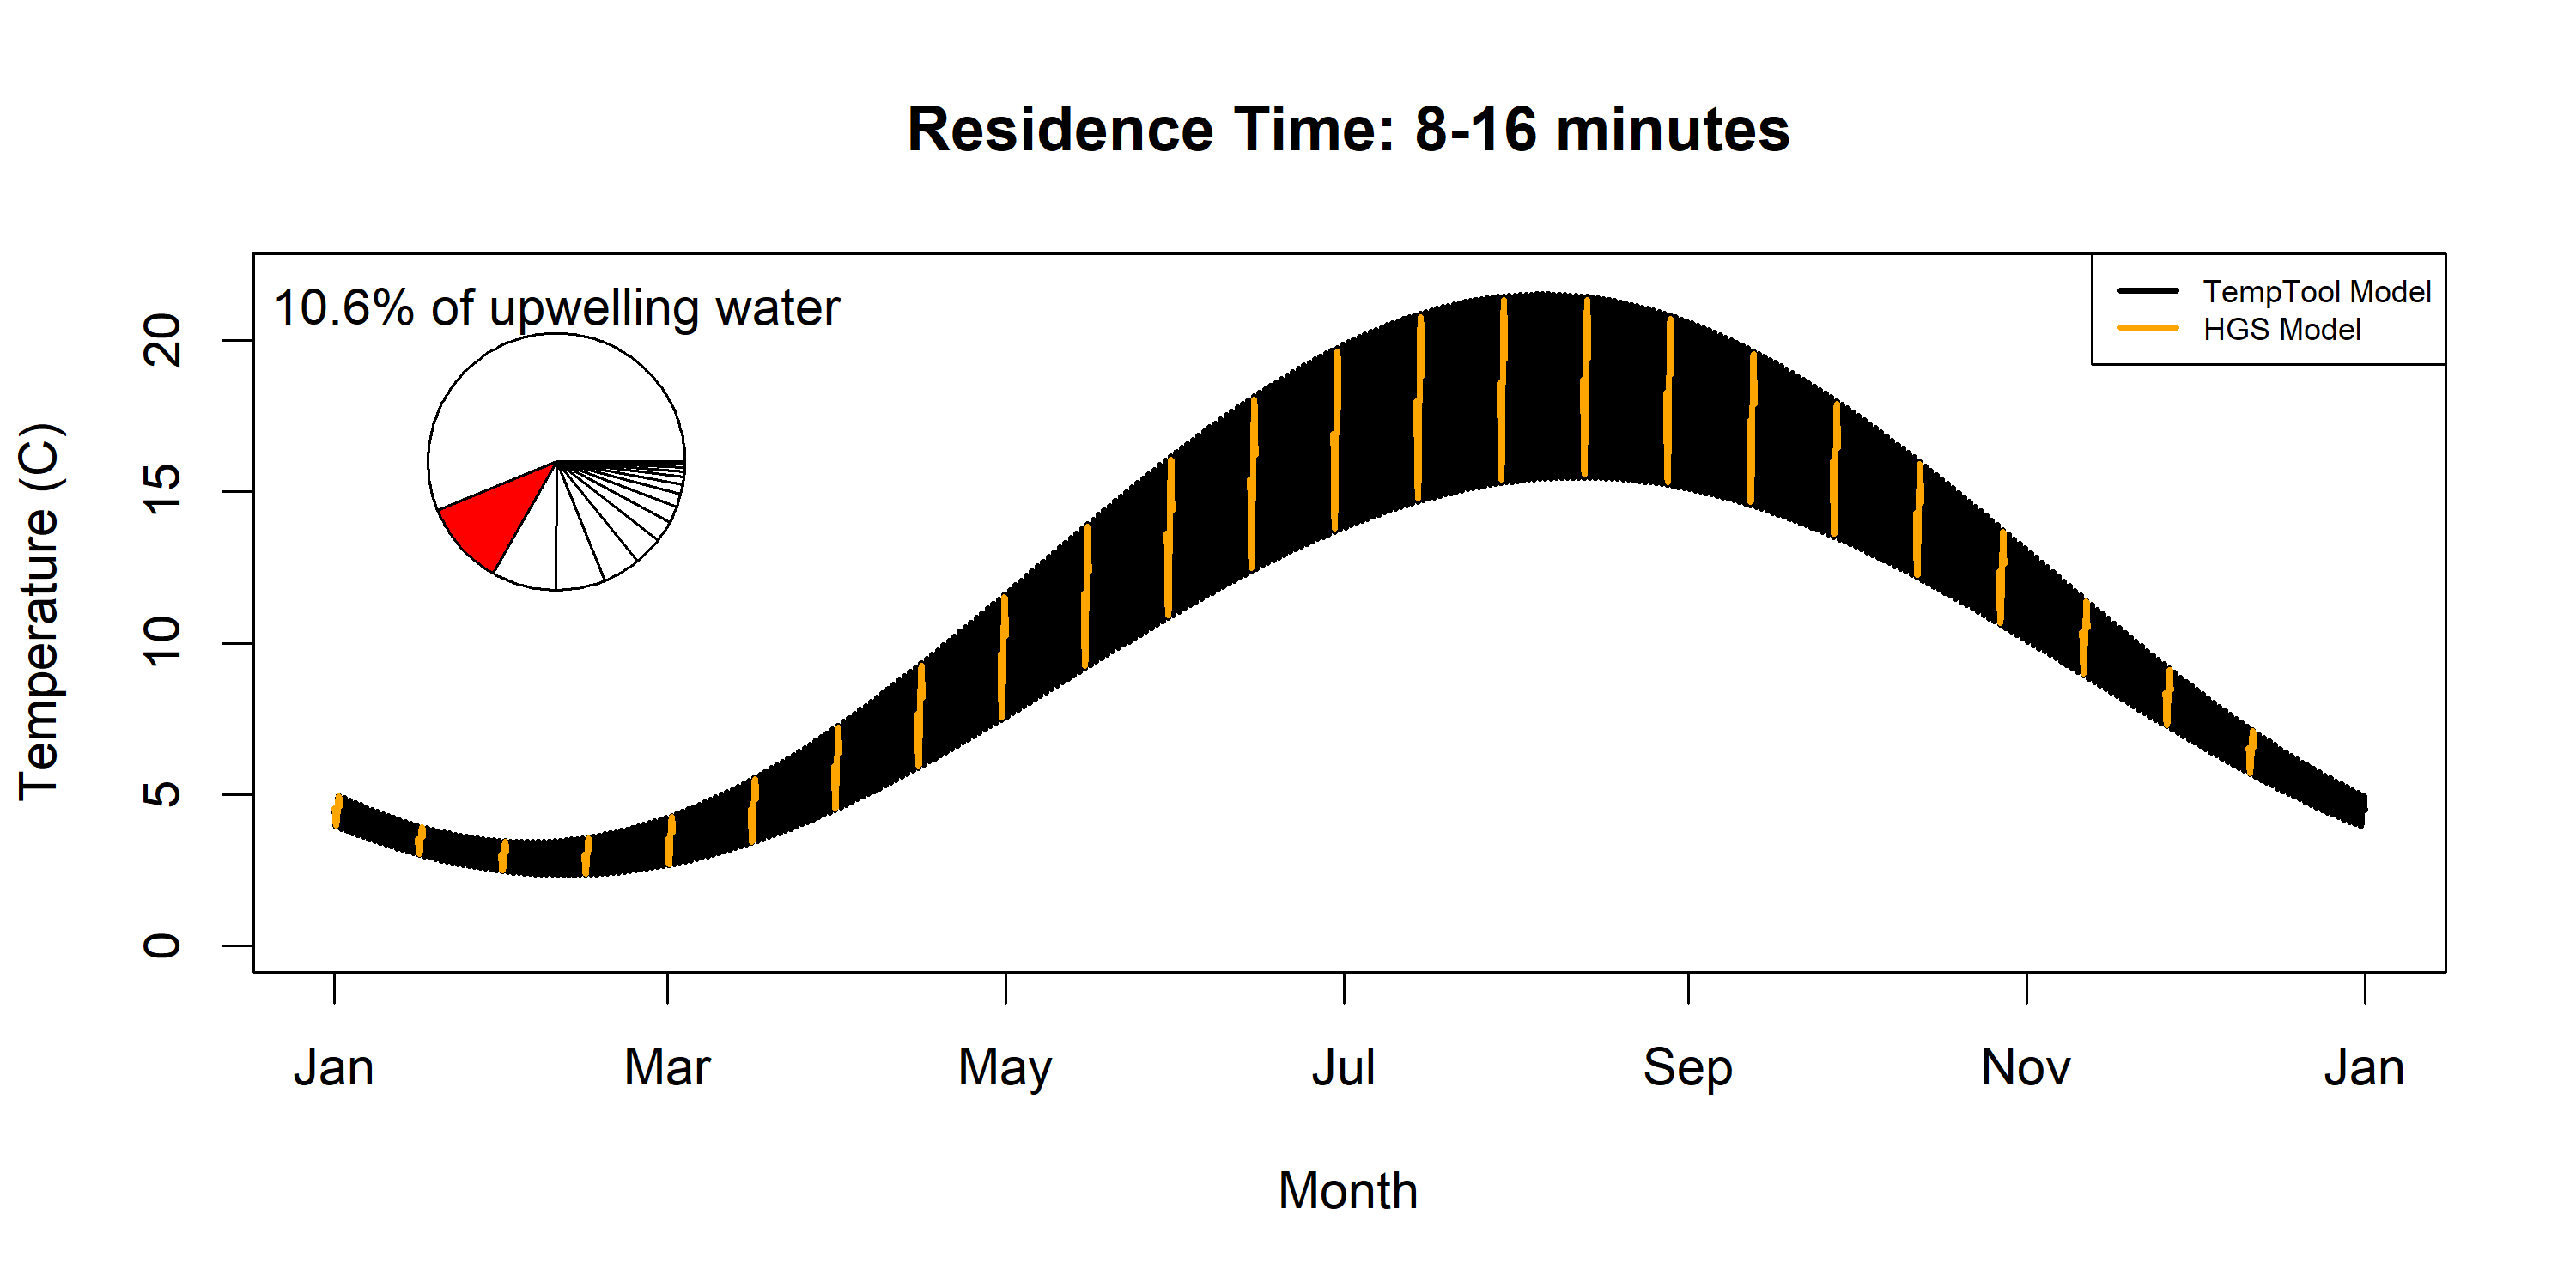 Residence Time: 8-16 minutes
10.6% of upwelling water
TempTool Model
HGS Model
Temperature (C)
20
15
10
5
0
Jan Mar May Jul Sep Nov Jan
Month